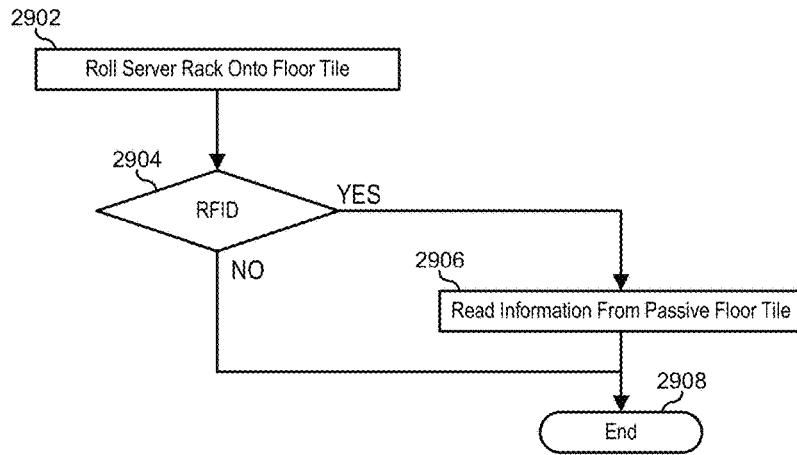 2902
Roll Server Rack Onto Floor Tile
2904
RFID
YES
NO
2906
Read Information From Passive Floor Tile
2908
End